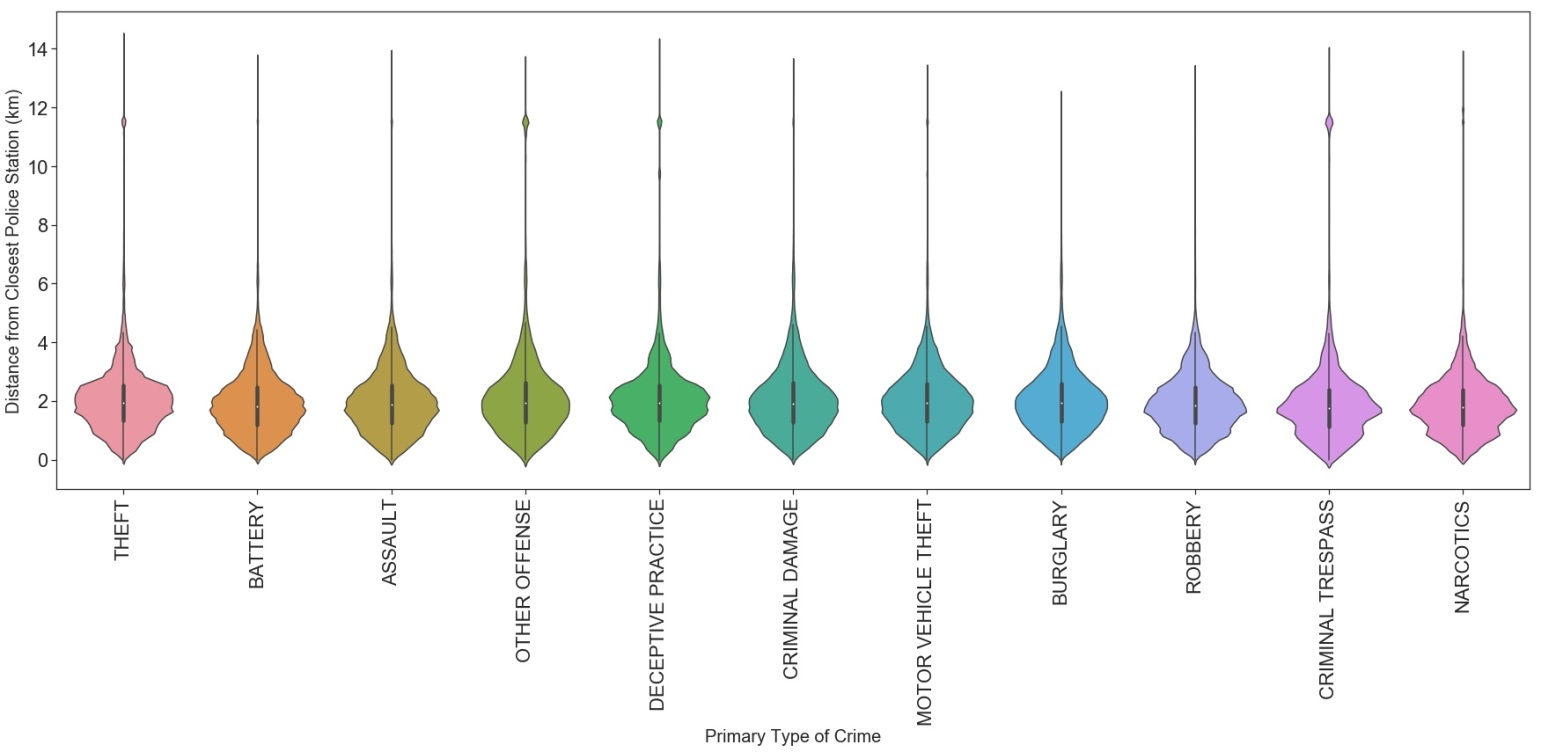 Distance from Closest Police Station (km)
14
12
10
8
6
4
2
0
THEFT
BATTERY
ASSAULT
OTHER OFFENSE
DECEPTIVE PRACTICE
CRIMINAL DAMAGE
MOTOR VEHICLE THEFT
BURGLARY
ROBBERY
CRIMINAL TRESPASS
NARCOTICS
Primary Type of Crime